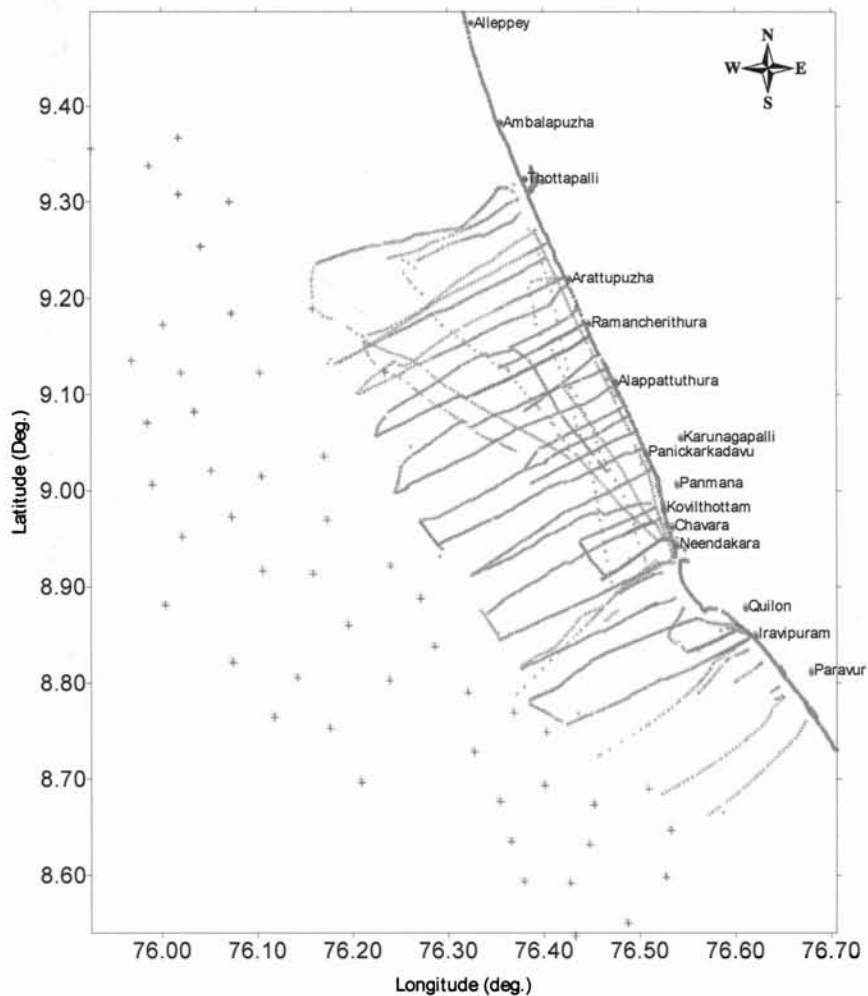 Alleppey
N
W E
S
9.40
Ambalapuzha
9.30
Thottapalli
9.20
Arattupuzha
Ramancherithura
9.10
Alappattuthura
Karunagapalli
Panickarkadavu
9.00
Panmana
Kovilthottam
Chavara
Neendakara
8.90
Quilon
Iravipuram
8.80
Paravur
8.70
8.60
Latitude (Deg.)
76.00 76.10 76.20 76.30 76.40 76.50 76.60 76.70
Longitude (deg.)